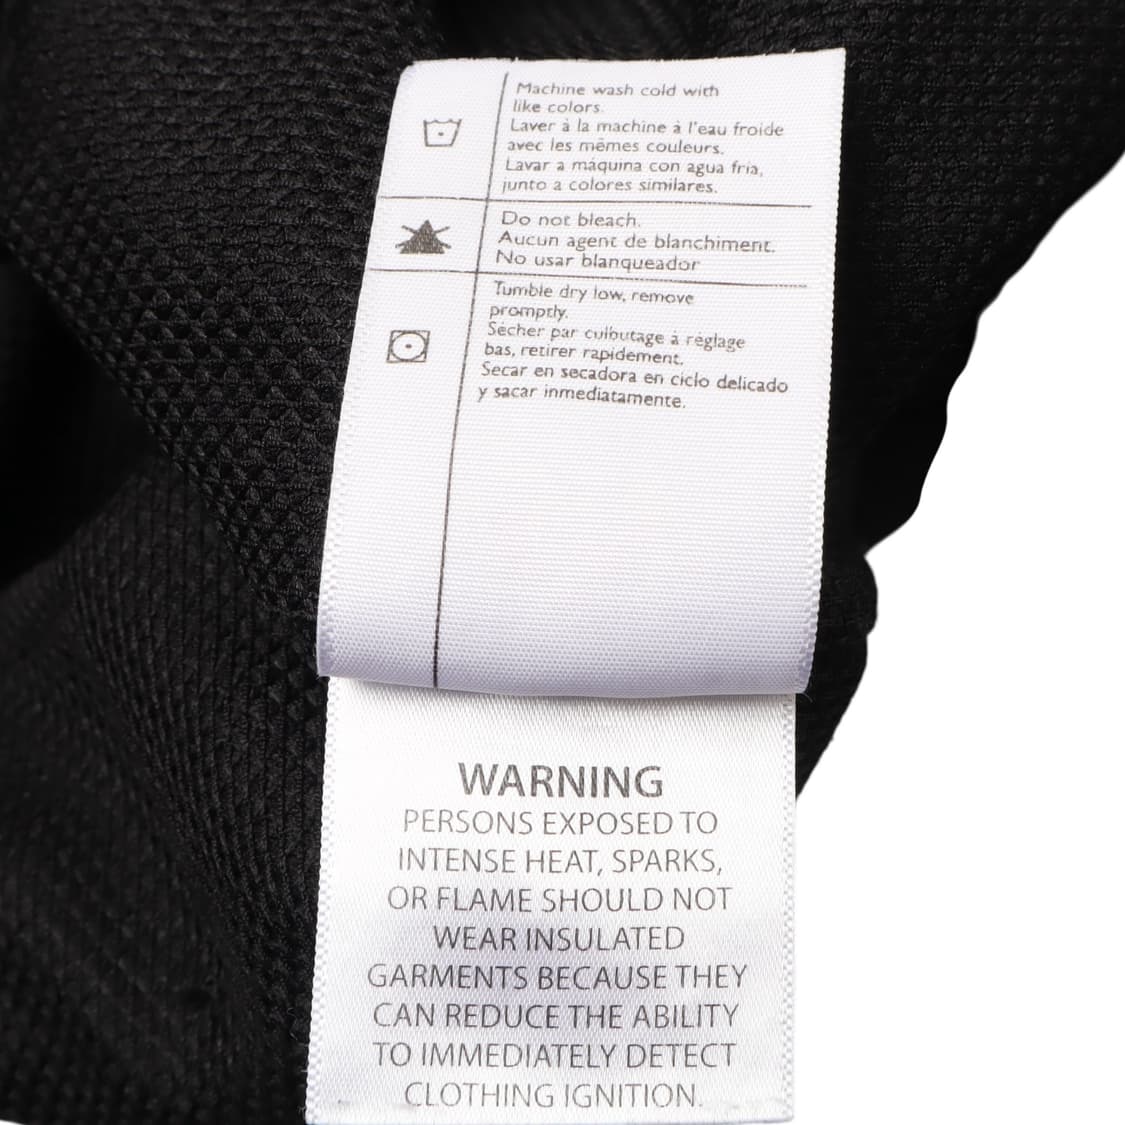 Machine wash cold with
like colors.
Laver à la machine à l'eau froide
avec les mêmes couleurs.
Lavar a máquina con agua fria,
junto a colores similares.
Do not bleach.
Aucun agent de blanchiment.
No usar blanqueador
Tumble dry low, remove
promptly.
Sécher par culbutage à réglage
bas, retirer rapidement.
Secar en secadora en ciclo delicado
y sacar inmediatamente.
WARNING
PERSONS EXPOSED TO
INTENSE HEAT, SPARKS,
OR FLAME SHOULD NOT
WEAR INSULATED
GARMENTS BECAUSE THEY
CAN REDUCE THE ABILITY
TO IMMEDIATELY DETECT
CLOTHING IGNITION.